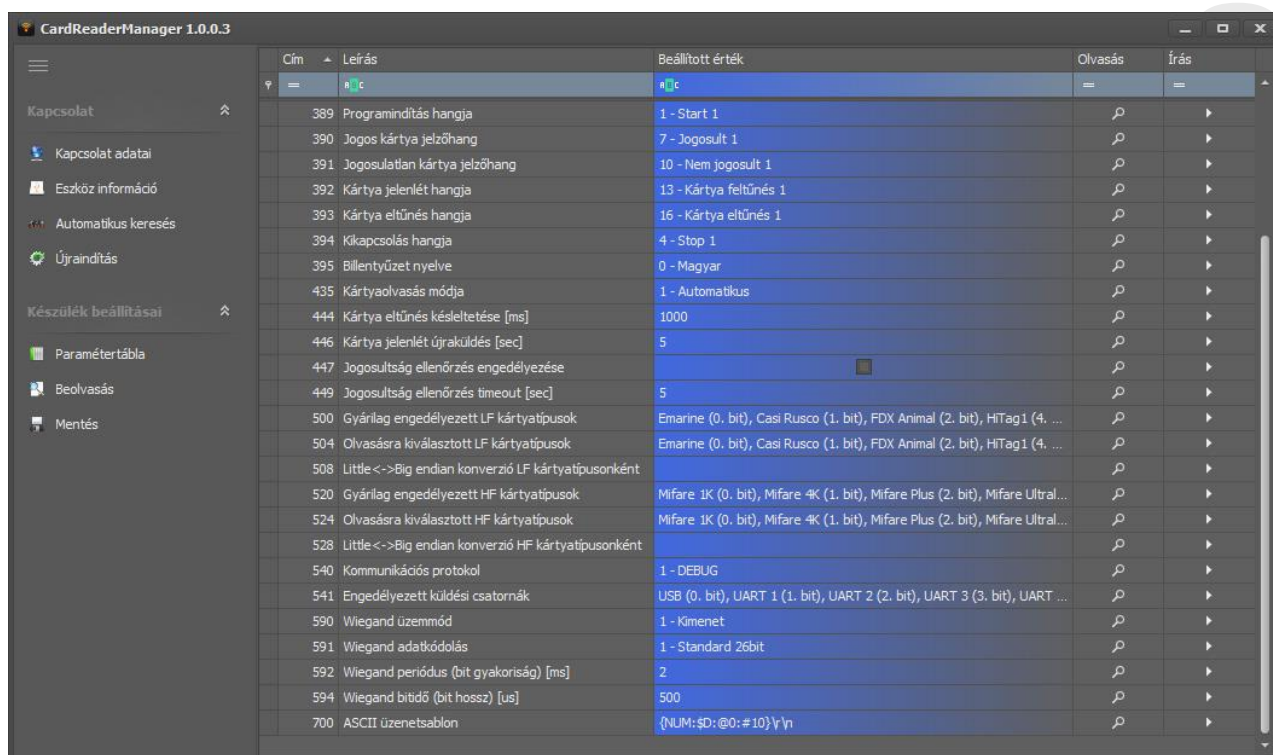 CardReaderManager 1.0.0.3
Kapcsolat
Kapcsolat adatai
Eszköz információ
Automatikus keresés
Újraindítás
Készülék beállításai
Paramétertábla
Beolvasás
Mentés
Cím Leírás Beállított érték Olvasás Írás
= ABC ABC = =
389 Programindítás hangja 1 - Start 1
390 Jogos kártya jelzőhang 7 - Jogosult 1
391 Jogosulatlan kártya jelzőhang 10 - Nem jogosult 1
392 Kártya jelenlét hangja 13 - Kártya feltűnés 1
393 Kártya eltűnés hangja 16 - Kártya eltűnés 1
394 Kikapcsolás hangja 4 - Stop 1
395 Billentyűzet nyelve 0 - Magyar
435 Kártyaolvasás módja 1 - Automatikus
444 Kártya eltűnés késleltetése [ms] 1000
446 Kártya jelenlét újraküldés [sec] 5
447 Jogosultság ellenőrzés engedélyezése
449 Jogosultság ellenőrzés timeout [sec] 5
500 Gyárilag engedélyezett LF kártyatípusok Emarine (0. bit), Casi Rusco (1. bit), FDX Animal (2. bit), HiTag1 (4. ...
504 Olvasásra kiválasztott LF kártyatípusok Emarine (0. bit), Casi Rusco (1. bit), FDX Animal (2. bit), HiTag1 (4. ...
508 Little<->Big endian konverzió LF kártyatípusonként
520 Gyárilag engedélyezett HF kártyatípusok Mifare 1K (0. bit), Mifare 4K (1. bit), Mifare Plus (2. bit), Mifare Ultral...
524 Olvasásra kiválasztott HF kártyatípusok Mifare 1K (0. bit), Mifare 4K (1. bit), Mifare Plus (2. bit), Mifare Ultral...
528 Little<->Big endian konverzió HF kártyatípusonként
540 Kommunikációs protokol 1 - DEBUG
541 Engedélyezett küldési csatornák USB (0. bit), UART 1 (1. bit), UART 2 (2. bit), UART 3 (3. bit), UART ...
590 Wiegand üzemmód 1 - Kimenet
591 Wiegand adatkódolás 1 - Standard 26bit
592 Wiegand periódus (bit gyakoriság) [ms] 2
594 Wiegand bitidő (bit hossz) [us] 500
700 ASCII üzenetsablon {NUM:$D:@0:#10}\r\n